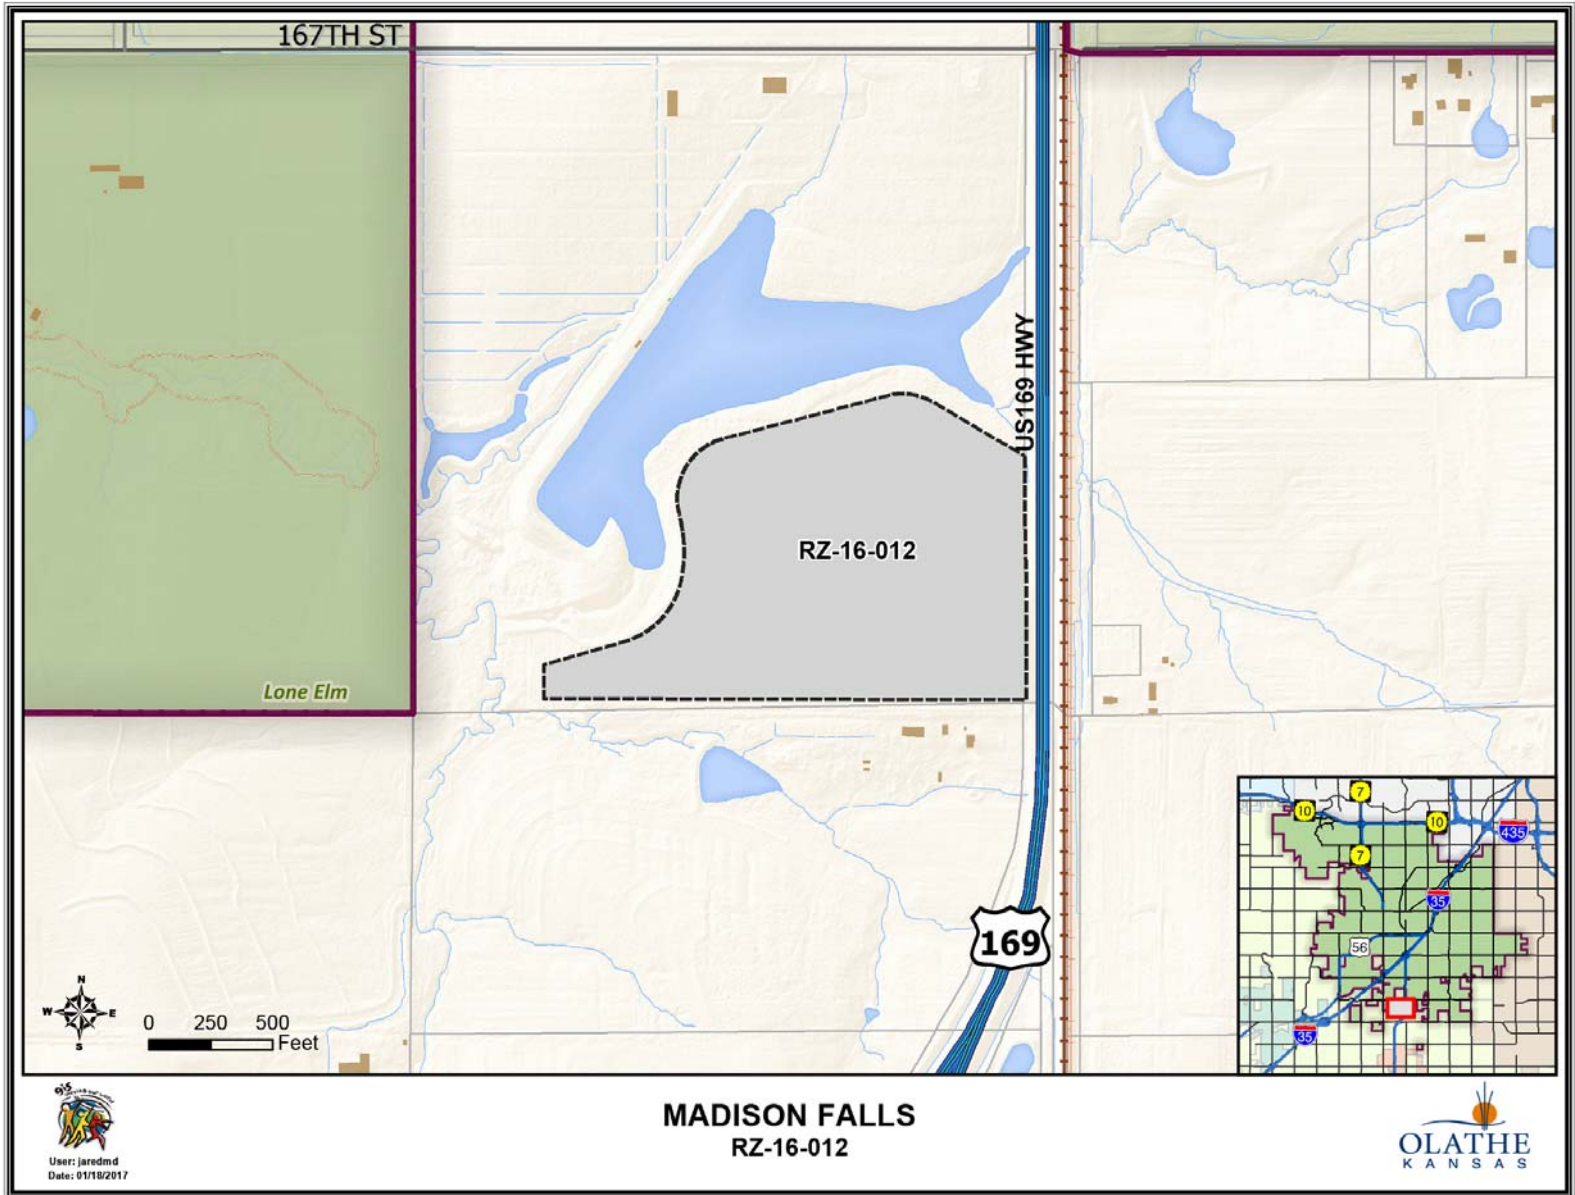 167TH ST
US169 HWY
RZ-16-012
Lone Elm
169
7
10
10
435
7
35
56
35
N
W E
S
0 250 500
Feet
MADISON FALLS
RZ-16-012
gis
User: jaredmd
Date: 01/18/2017
OLATHE
KANSAS